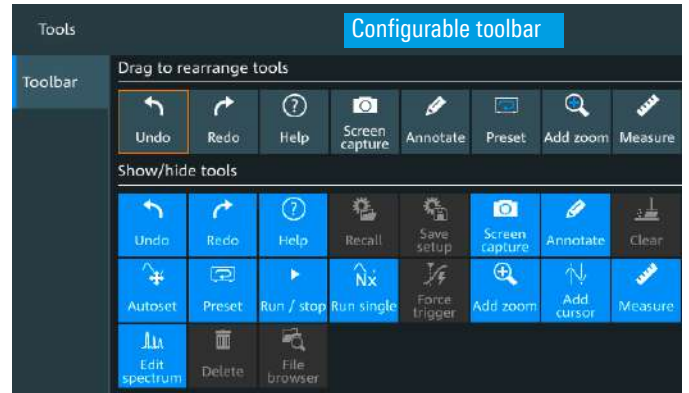 Tools
Configurable toolbar
Toolbar
Drag to rearrange tools
Undo Redo Help Screen capture Annotate Preset Add zoom Measure
Show/hide tools
Undo Redo Help Recall Save setup Screen capture Annotate Clear
Autoset Preset Run / stop Nx Run single Force trigger Add zoom Add cursor Measure
Edit spectrum Delete File browser